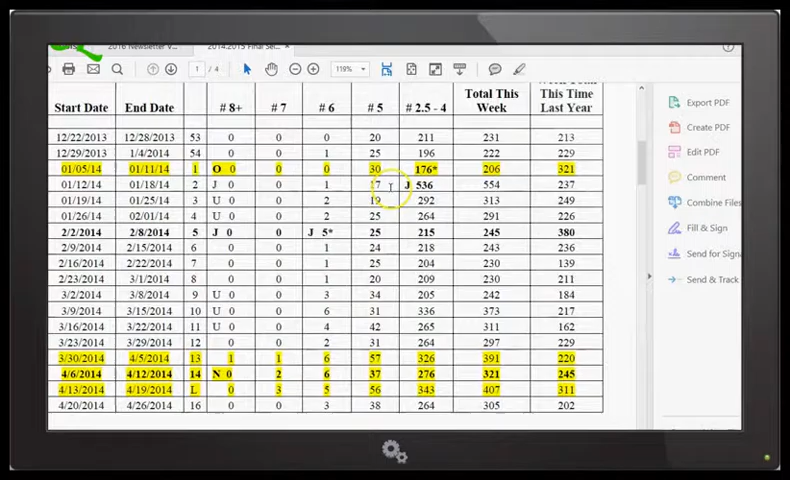 2016 Newsletter V...
2014:2015 Final Sei...
1 / 4
119%
This Time
Start Date End Date # 8+ # 7 # 6 # 5 # 2.5 - 4 Total This Week Last Year
12/22/2013 12/28/2013 53 0 0 0 20 211 231 213
12/29/2013 1/4/2014 54 0 0 1 25 196 222 229
01/05/14 01/11/14 1 O 0 0 0 30 176* 206 321
01/12/14 01/18/14 2 J 0 0 1 17 J 536 554 237
01/19/14 01/25/14 3 U 0 0 2 19 292 313 249
01/26/14 02/01/14 4 U 0 0 2 25 264 291 226
2/2/2014 2/8/2014 5 J 0 0 J 5* 25 215 245 380
2/9/2014 2/15/2014 6 0 0 1 24 218 243 236
2/16/2014 2/22/2014 7 0 0 1 25 204 230 139
2/23/2014 3/1/2014 8 0 0 1 20 209 230 211
3/2/2014 3/8/2014 9 U 0 0 3 34 205 242 184
3/9/2014 3/15/2014 10 U 0 0 6 31 336 373 217
3/16/2014 3/22/2014 11 U 0 0 4 42 265 311 162
3/23/2014 3/29/2014 12 0 0 2 31 264 297 229
3/30/2014 4/5/2014 13 1 1 6 57 326 391 220
4/6/2014 4/12/2014 14 N 0 2 6 37 276 321 245
4/13/2014 4/19/2014 L 0 3 5 56 343 407 311
4/20/2014 4/26/2014 16 0 0 3 38 264 305 202
Export PDF
Create PDF
Edit PDF
Comment
Combine Files
Fill & Sign
Send for Signa
Send & Track